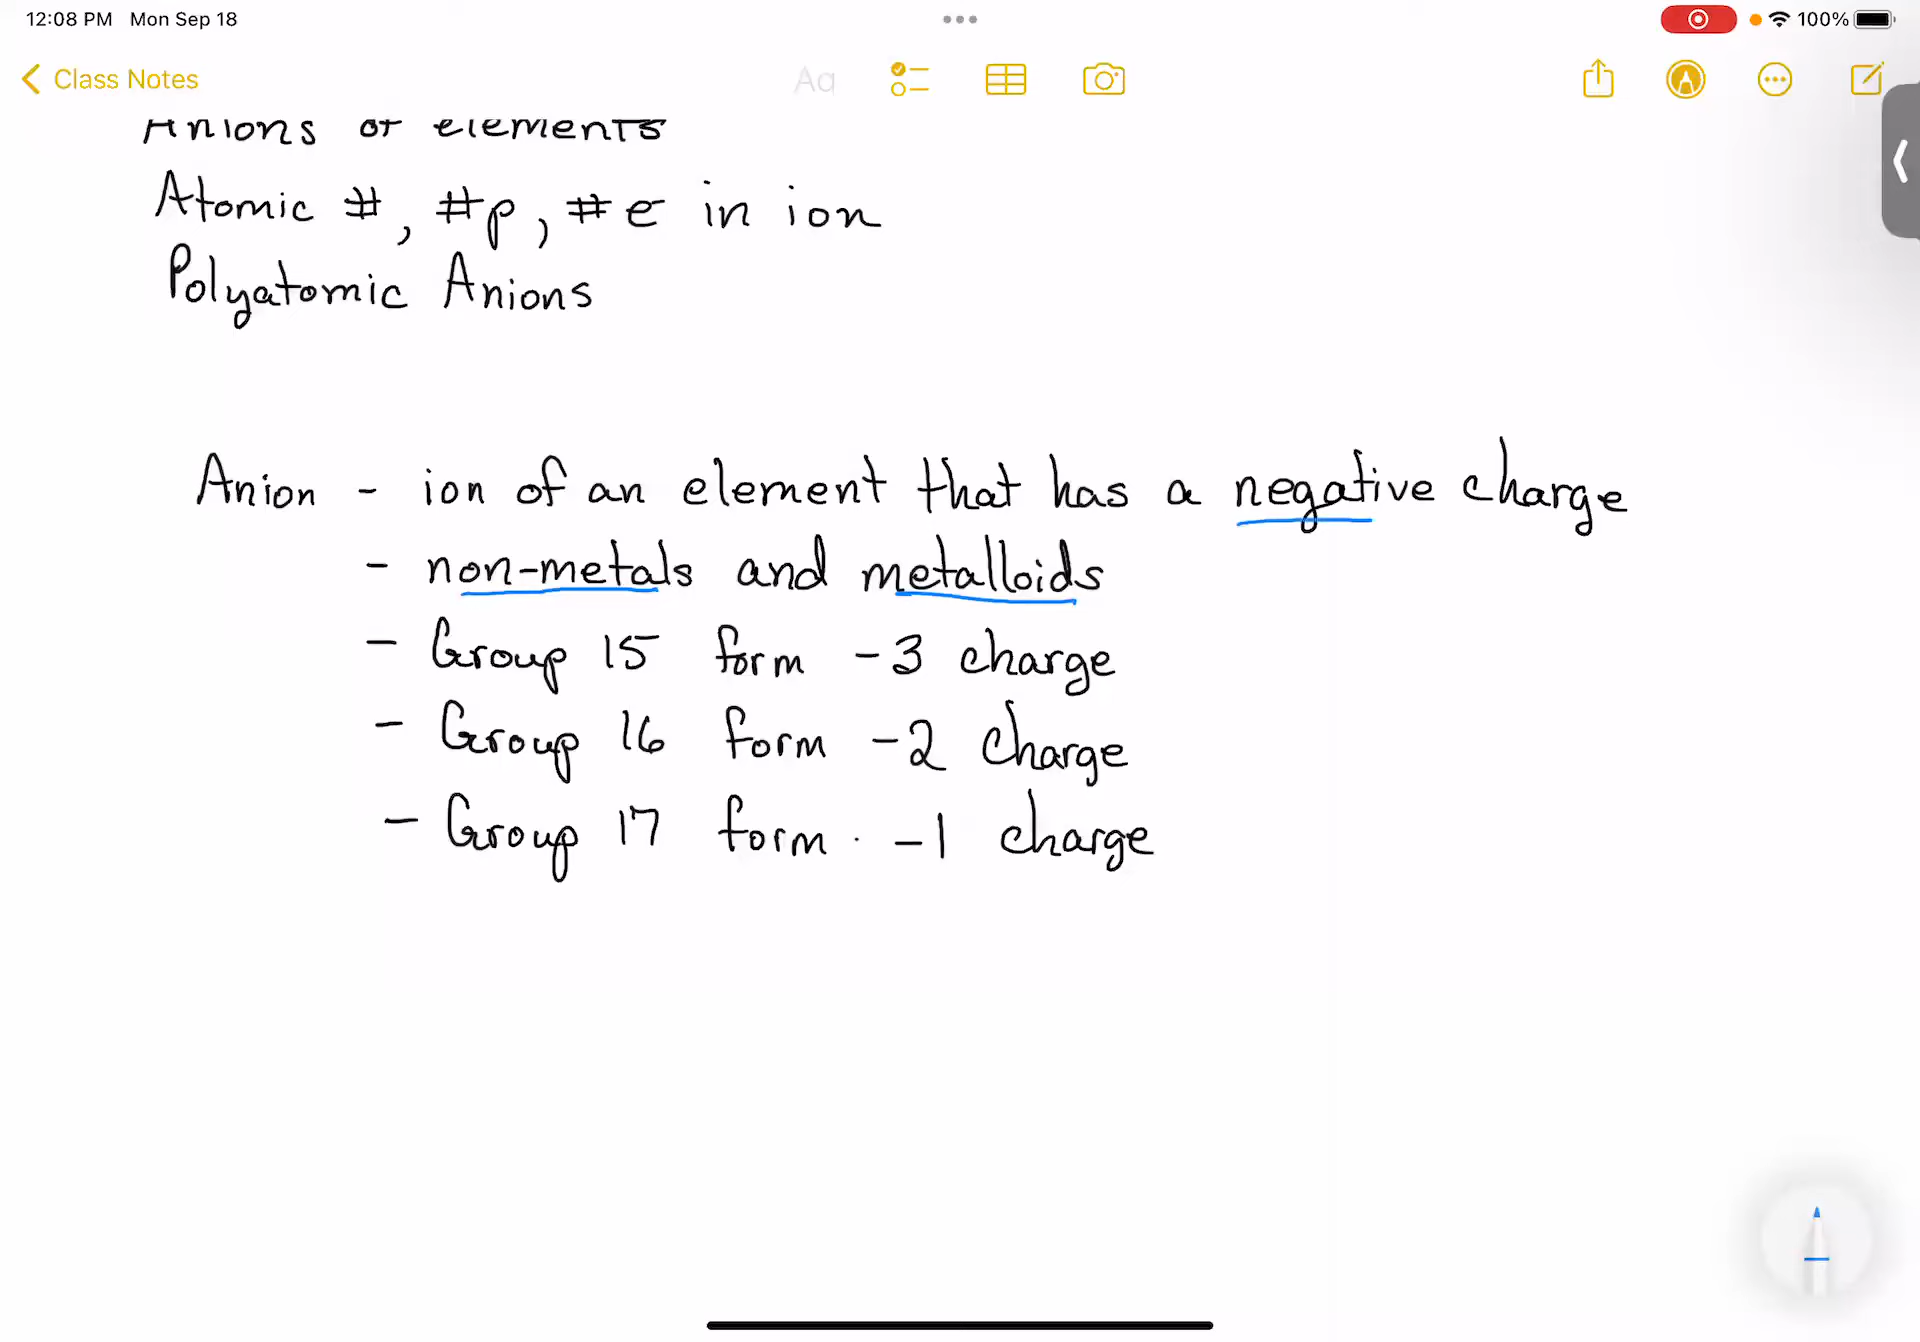 12:08 PM Mon Sep 18
100%
Class Notes
Aa
Anions of elements
Atomic #, #p, #e in ion
Polyatomic Anions
Anion - ion of an element that has a negative charge
- non-metals and metalloids
- Group 15 form -3 charge
- Group 16 form -2 charge
- Group 17 form -1 charge